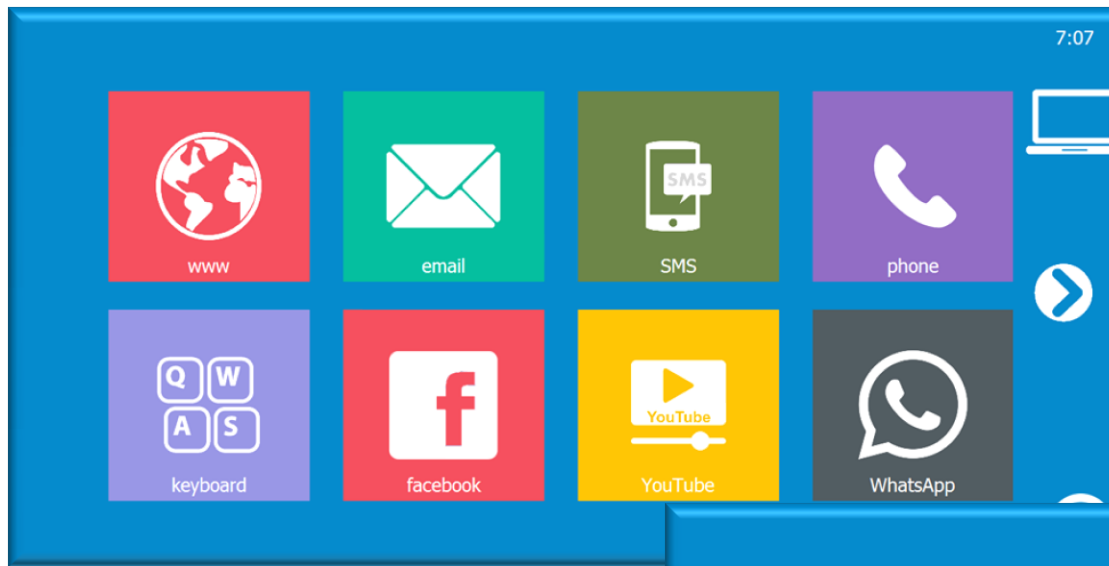 7:07
SMS
www
email
SMS
phone
Q W
A S
f
YouTube
keyboard
facebook
YouTube
WhatsApp